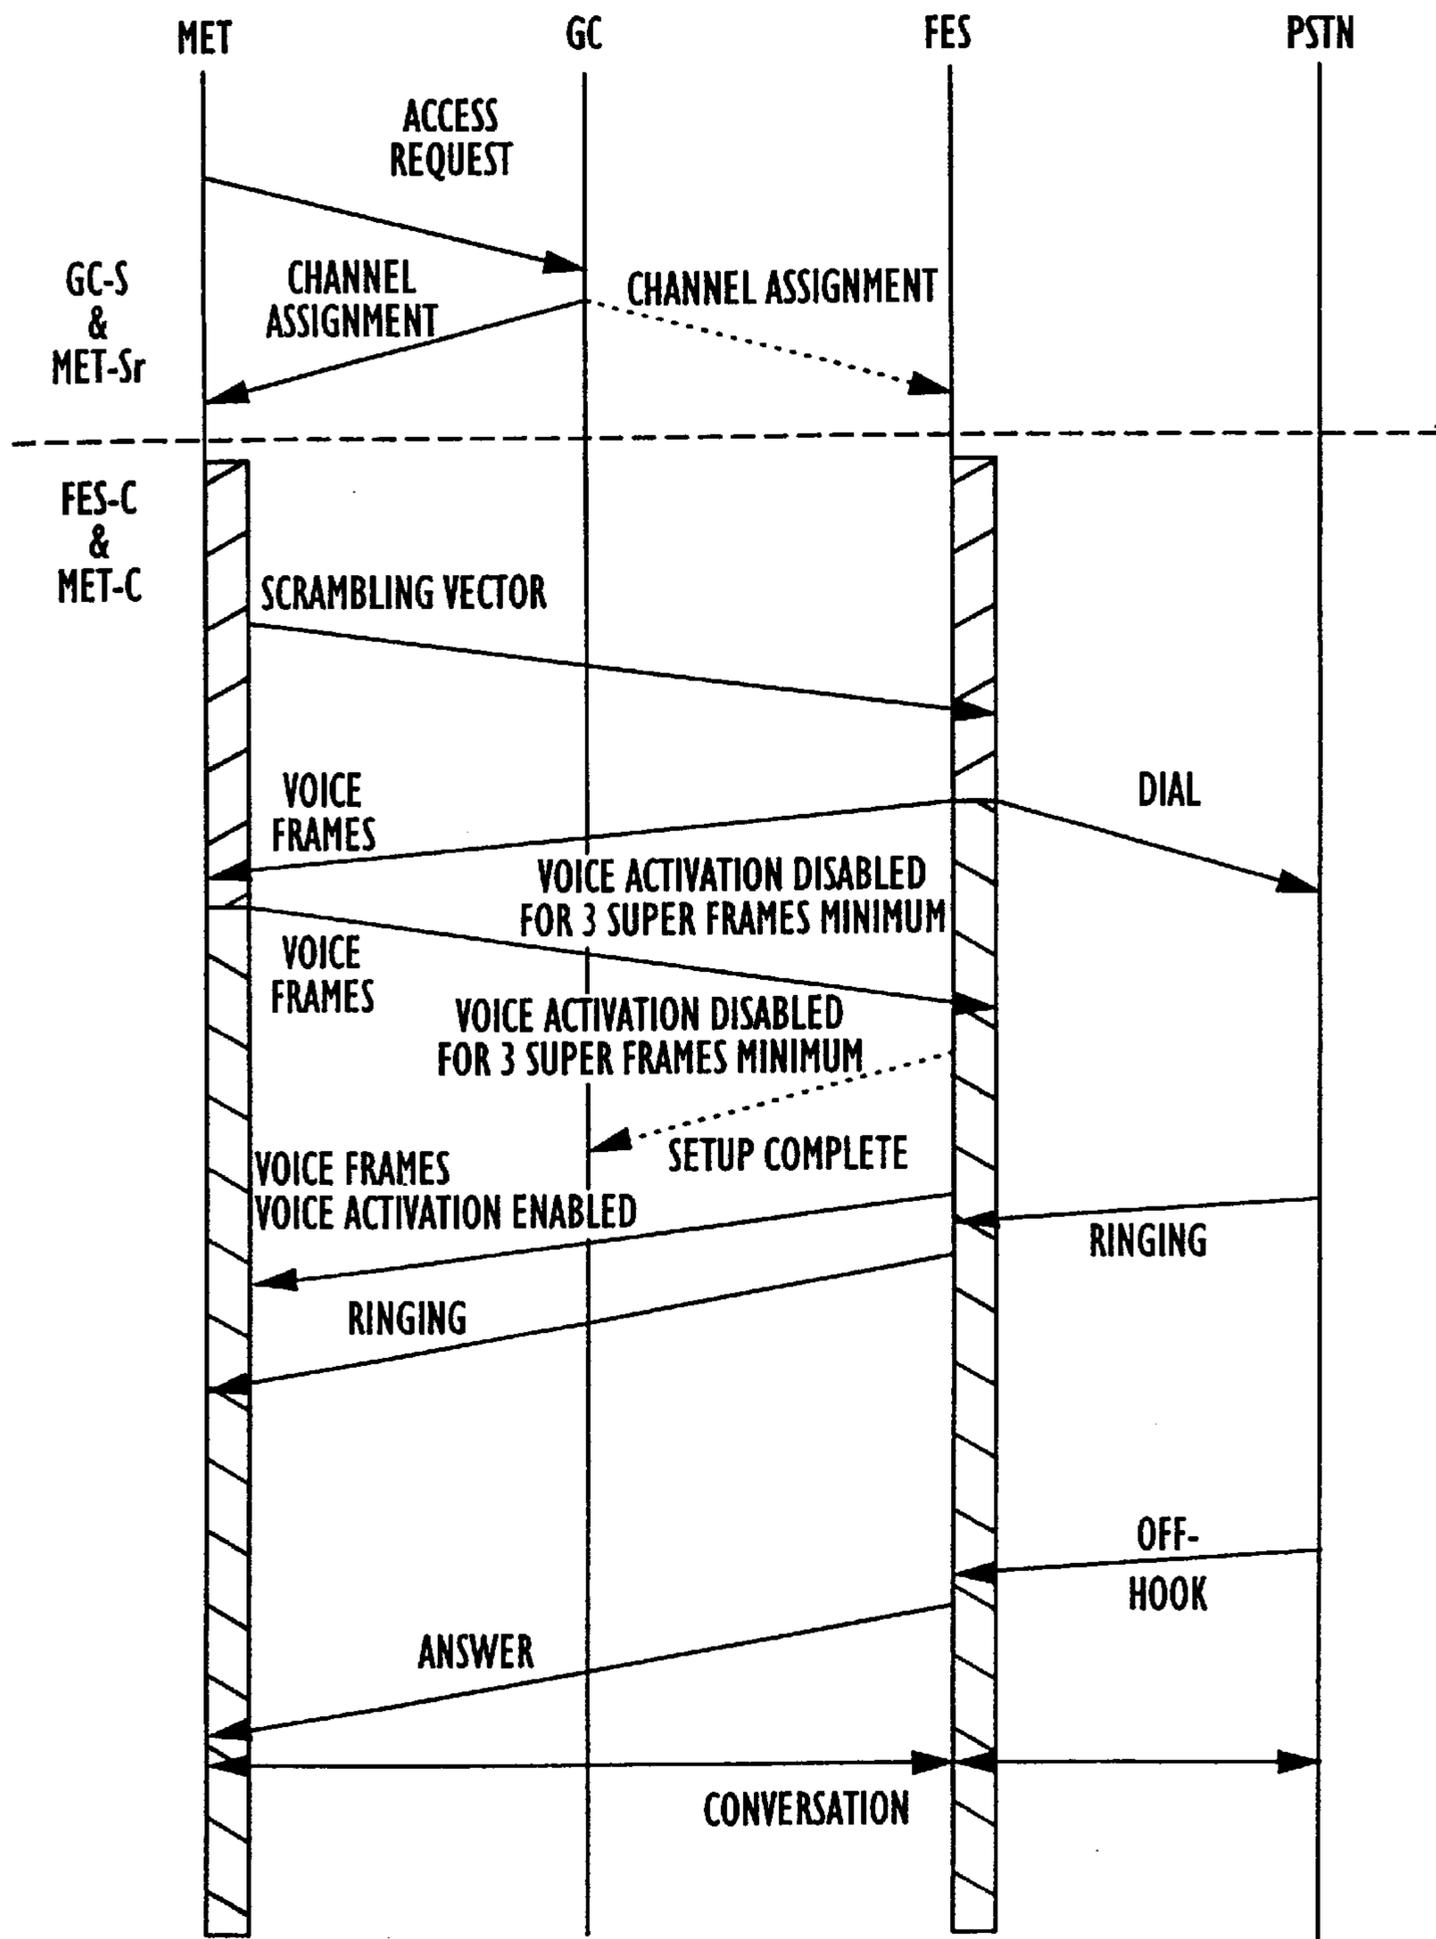 MET
GC
FES
PSTN
ACCESS
REQUEST
GC-S
&
MET-Sr
CHANNEL
ASSIGNMENT
CHANNEL ASSIGNMENT
FES-C
&
MET-C
SCRAMBLING VECTOR
VOICE
FRAMES
DIAL
VOICE ACTIVATION DISABLED
FOR 3 SUPER FRAMES MINIMUM
VOICE
FRAMES
VOICE ACTIVATION DISABLED
FOR 3 SUPER FRAMES MINIMUM
SETUP COMPLETE
VOICE FRAMES
VOICE ACTIVATION ENABLED
RINGING
RINGING
OFF-
HOOK
ANSWER
CONVERSATION